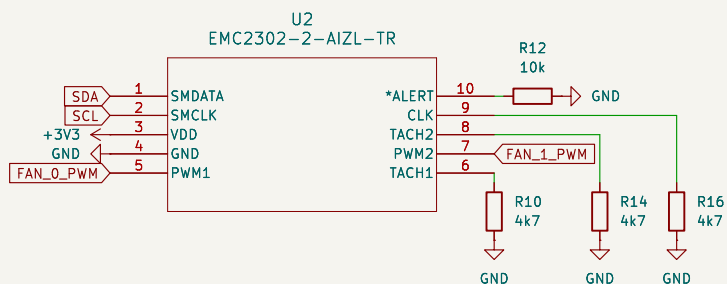 U2
EMC2302-2-AIZL-TR
R12
10k
SDA 1 SMDATA *ALERT 10 GND
SCL 2 SMCLK CLK 9
+3V3 3 VDD TACH2 8
GND 4 GND PWM2 7 FAN_1_PWM
FAN_0_PWM 5 PWM1 TACH1 6
R10 R14 R16
4k7 4k7 4k7
GND GND GND